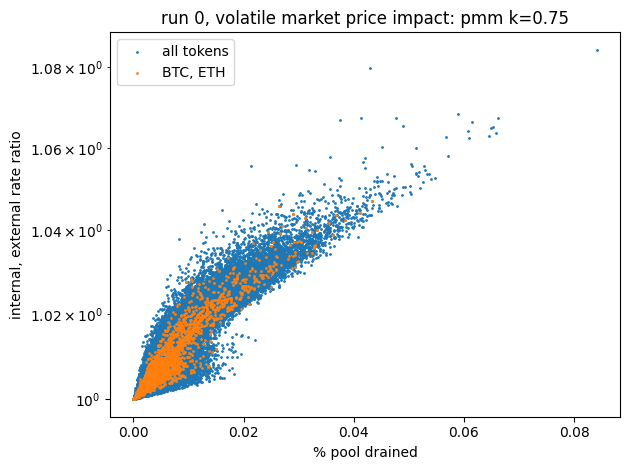 run 0, volatile market price impact: pmm k=0.75
all tokens
BTC, ETH
internal, external rate ratio
1.08 × 10⁰
1.06 × 10⁰
1.04 × 10⁰
1.02 × 10⁰
10⁰
0.00 0.02 0.04 0.06 0.08
% pool drained